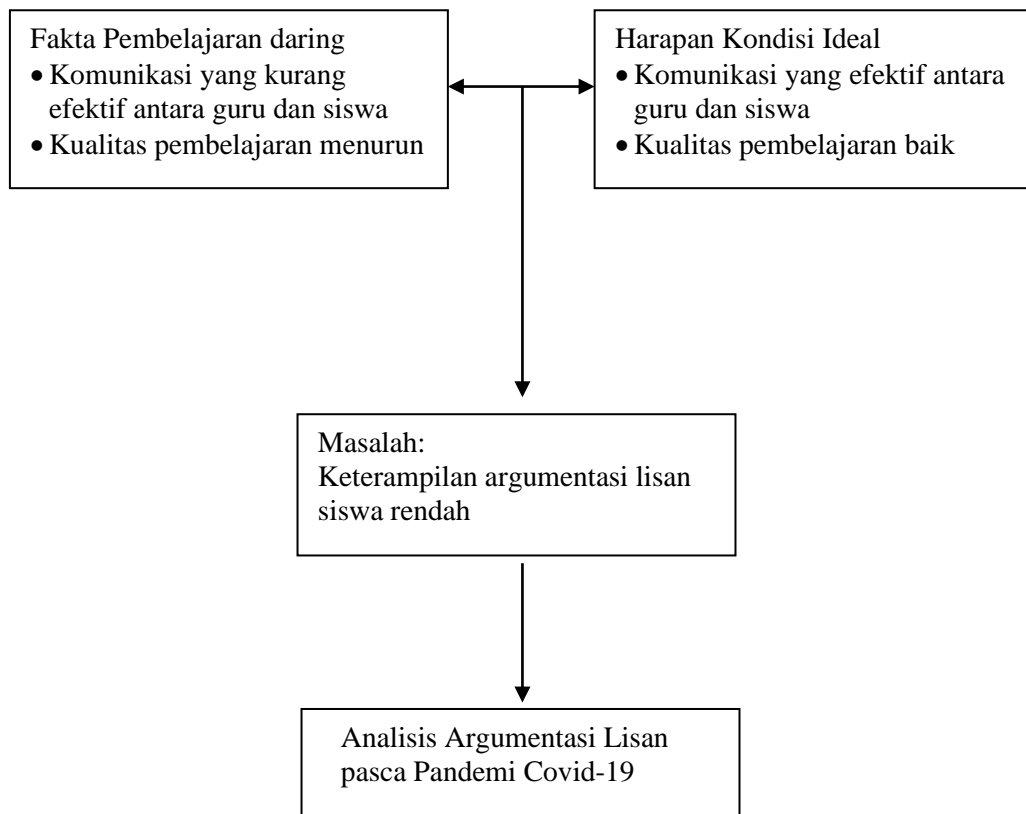 Fakta Pembelajaran daring
• Komunikasi yang kurang
efektif antara guru dan siswa
• Kualitas pembelajaran menurun
Harapan Kondisi Ideal
• Komunikasi yang efektif antara
guru dan siswa
• Kualitas pembelajaran baik
Masalah:
Keterampilan argumentasi lisan
siswa rendah
Analisis Argumentasi Lisan
pasca Pandemi Covid-19